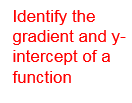 Identify the
gradient and y-
intercept of a
function